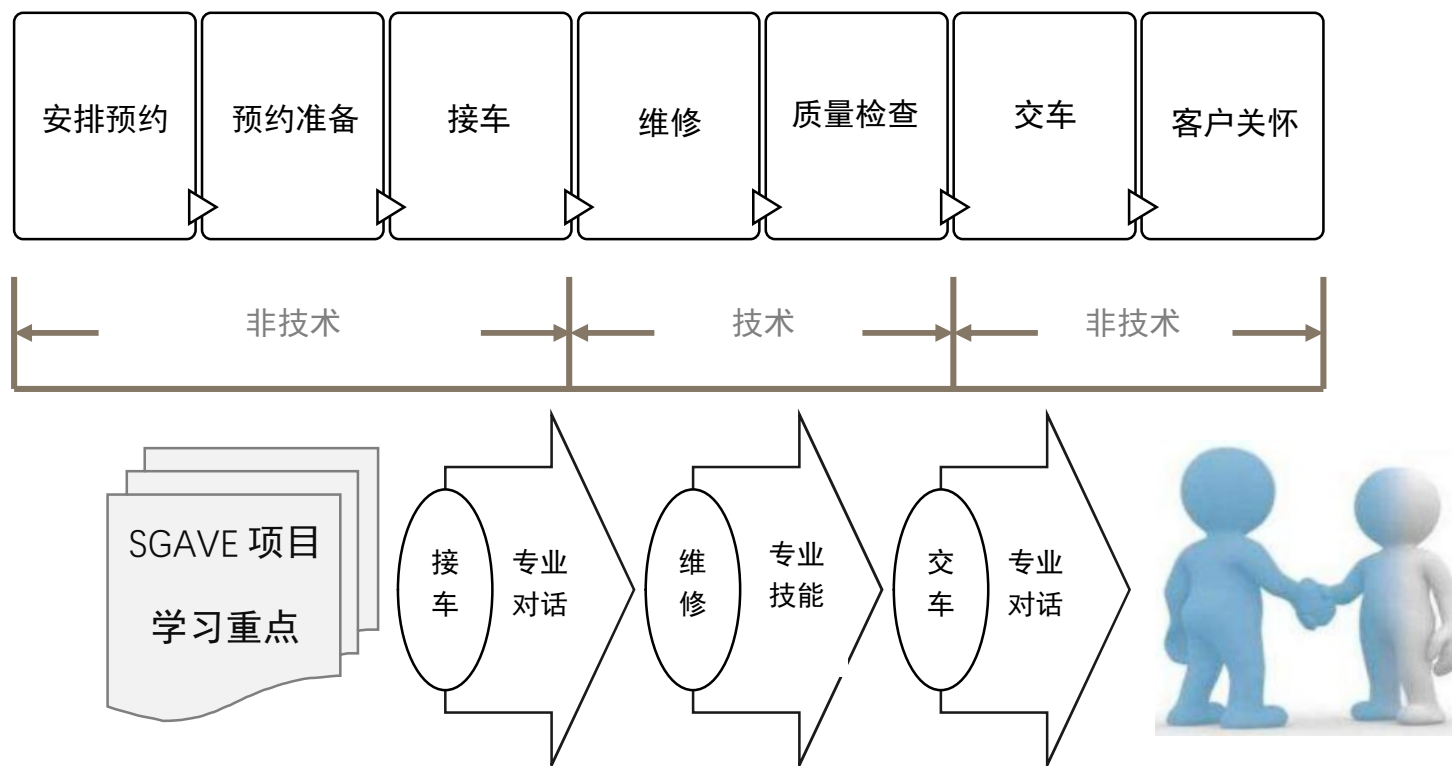 安排预约
预约准备
接车
维修
质量检查
交车
客户关怀
非技术
技术
非技术
SGAVE 项目
学习重点
接
车
专业
对话
维
修
专业
技能
交
车
专业
对话